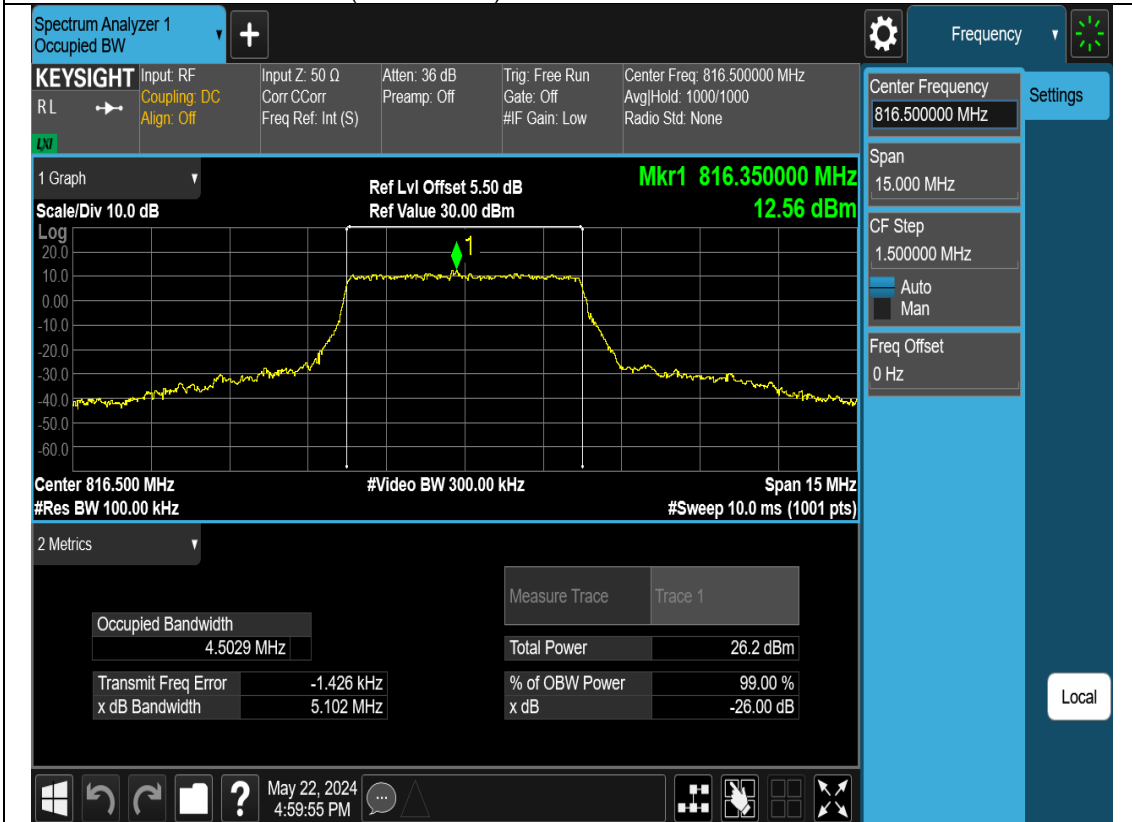 Spectrum Analyzer 1
Occupied BW
+
Frequency
KEYSIGHT
R L
LXI
Input: RF
Coupling: DC
Align: Off
Input Z: 50 Ω
Corr CCorr
Freq Ref: Int (S)
Atten: 36 dB
Preamp: Off
Trig: Free Run
Gate: Off
#IF Gain: Low
Center Freq: 816.500000 MHz
Avg|Hold: 1000/1000
Radio Std: None
1 Graph
Scale/Div 10.0 dB
Ref Lvl Offset 5.50 dB
Ref Value 30.00 dBm
Mkr1 816.350000 MHz
12.56 dBm
Log
20.0
10.0
0.00
-10.0
-20.0
-30.0
-40.0
-50.0
-60.0
1
Center 816.500 MHz
#Video BW 300.00 kHz
Span 15 MHz
#Res BW 100.00 kHz
#Sweep 10.0 ms (1001 pts)
2 Metrics
Measure Trace Trace 1
Occupied Bandwidth
4.5029 MHz
Total Power 26.2 dBm
Transmit Freq Error -1.426 kHz
% of OBW Power 99.00 %
x dB Bandwidth 5.102 MHz
x dB -26.00 dB
Center Frequency
816.500000 MHz
Settings
Span
15.000 MHz
CF Step
1.500000 MHz
Auto
Man
Freq Offset
0 Hz
Local
?
May 22, 2024
4:59:55 PM